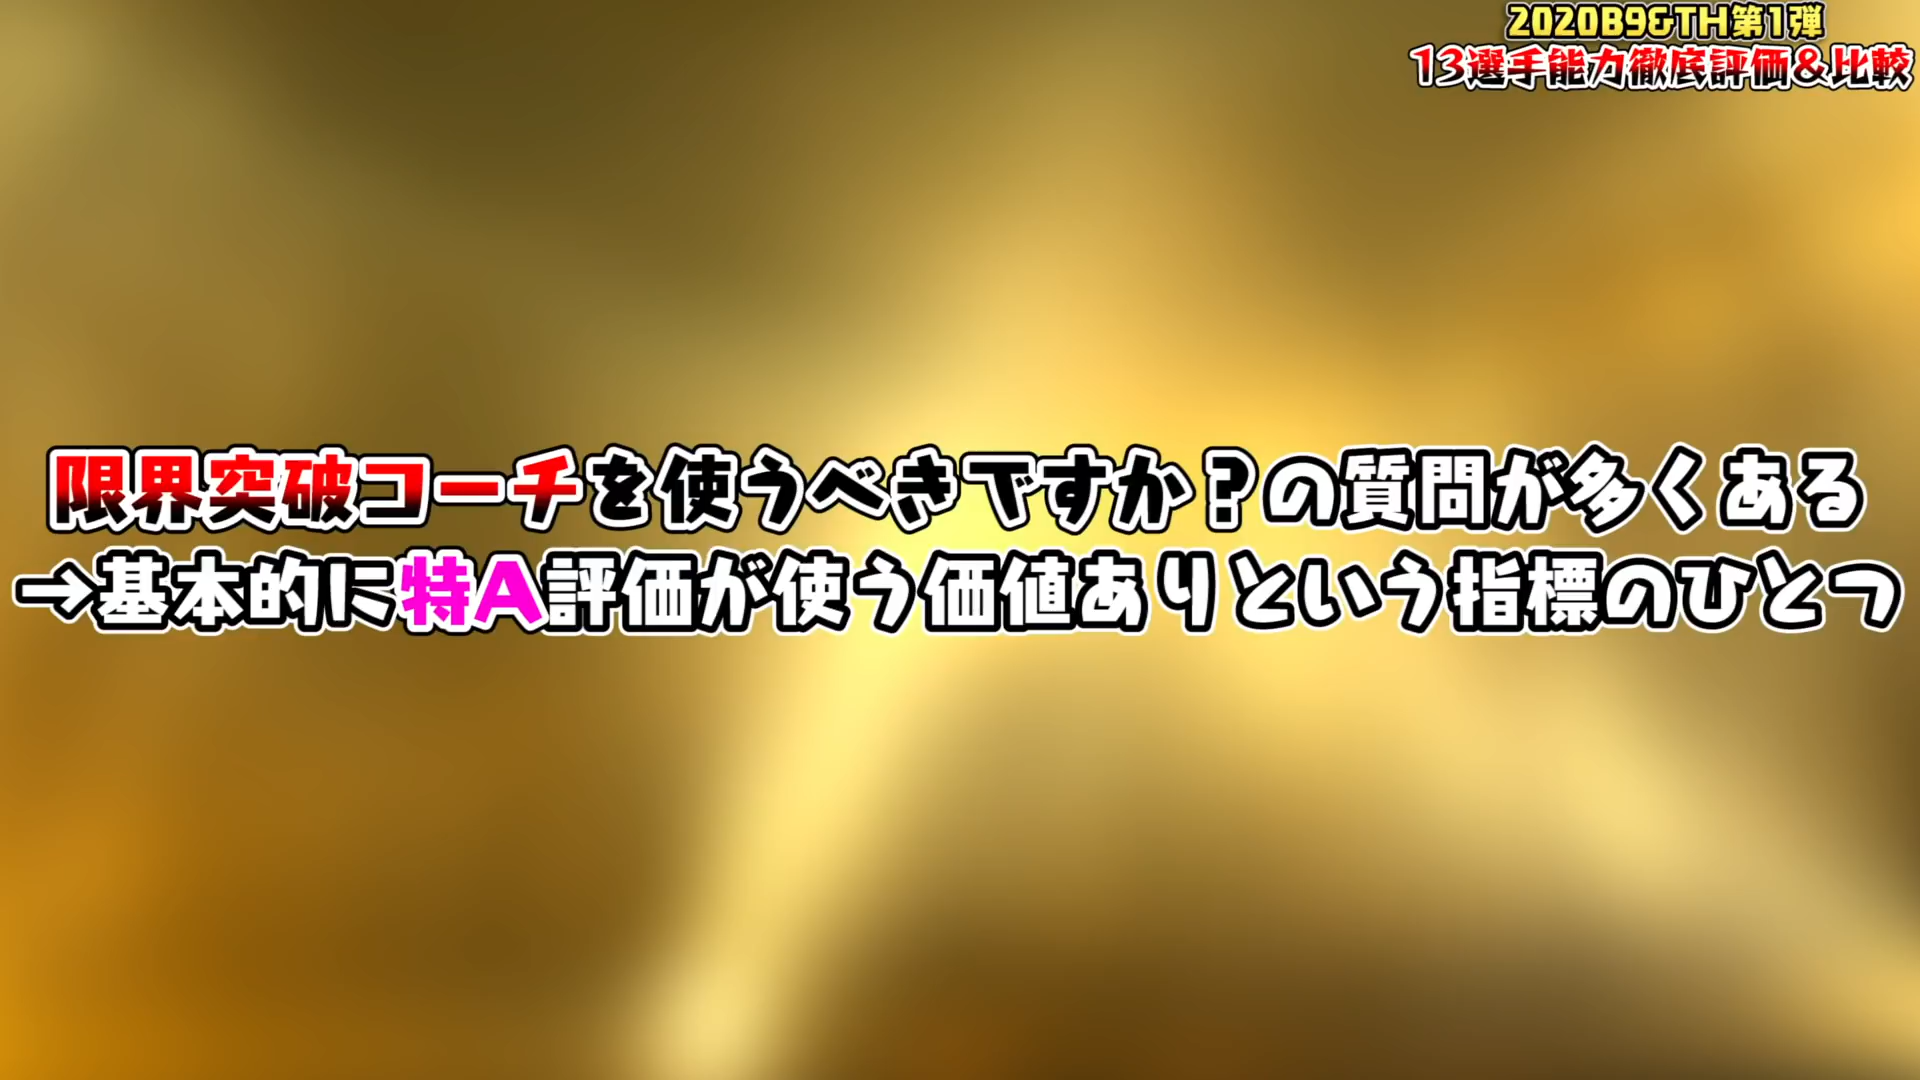 2020B9&TH第1弾
13選手能力徹底評価&比較
限界突破コーチを使うべきですか?の質問が多くある
→基本的に特A評価が使う価値ありという指標のひとつ